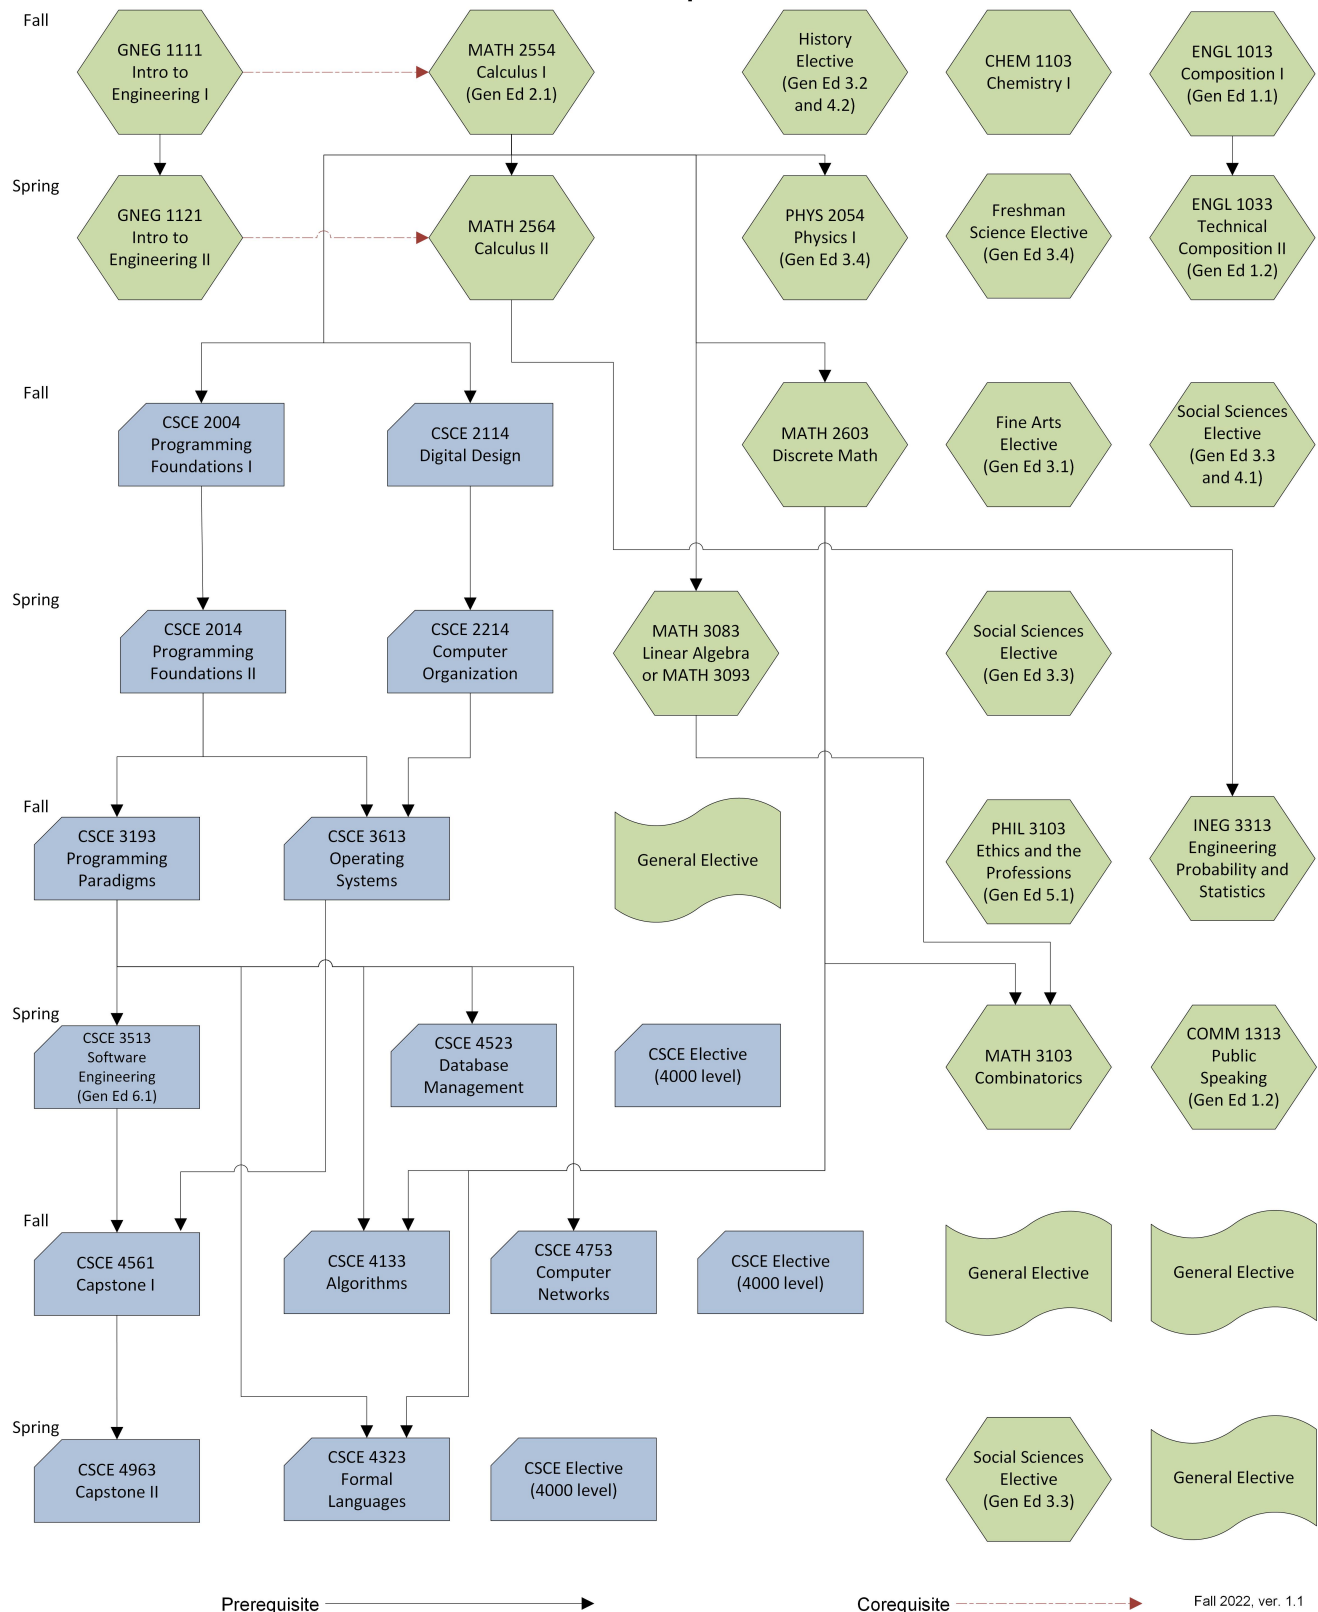 Fall
GNEG 1111
Intro to
Engineering I
MATH 2554
Calculus I
(Gen Ed 2.1)
History
Elective
(Gen Ed 3.2
and 4.2)
CHEM 1103
Chemistry I
ENGL 1013
Composition I
(Gen Ed 1.1)
Spring
GNEG 1121
Intro to
Engineering II
MATH 2564
Calculus II
PHYS 2054
Physics I
(Gen Ed 3.4)
Freshman
Science Elective
(Gen Ed 3.4)
ENGL 1033
Technical
Composition II
(Gen Ed 1.2)
Fall
CSCE 2004
Programming
Foundations I
CSCE 2114
Digital Design
MATH 2603
Discrete Math
Fine Arts
Elective
(Gen Ed 3.1)
Social Sciences
Elective
(Gen Ed 3.3
and 4.1)
Spring
CSCE 2014
Programming
Foundations II
CSCE 2214
Computer
Organization
MATH 3083
Linear Algebra
or MATH 3093
Social Sciences
Elective
(Gen Ed 3.3)
Fall
CSCE 3193
Programming
Paradigms
CSCE 3613
Operating
Systems
General Elective
PHIL 3103
Ethics and the
Professions
(Gen Ed 5.1)
INEG 3313
Engineering
Probability and
Statistics
Spring
CSCE 3513
Software
Engineering
(Gen Ed 6.1)
CSCE 4523
Database
Management
CSCE Elective
(4000 level)
MATH 3103
Combinatorics
COMM 1313
Public
Speaking
(Gen Ed 1.2)
Fall
CSCE 4561
Capstone I
CSCE 4133
Algorithms
CSCE 4753
Computer
Networks
CSCE Elective
(4000 level)
General Elective
General Elective
Spring
CSCE 4963
Capstone II
CSCE 4323
Formal
Languages
CSCE Elective
(4000 level)
Social Sciences
Elective
(Gen Ed 3.3)
General Elective
Prerequisite
Corequisite
Fall 2022, ver. 1.1